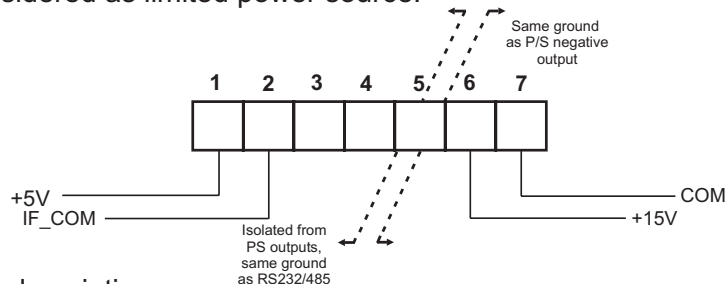 sidered as limited power source.
Same ground
as P/S negative
output
1 2 3 4 5 6 7
+5V
IF_COM
COM
+15V
Isolated from
PS outputs,
same ground
as RS232/485